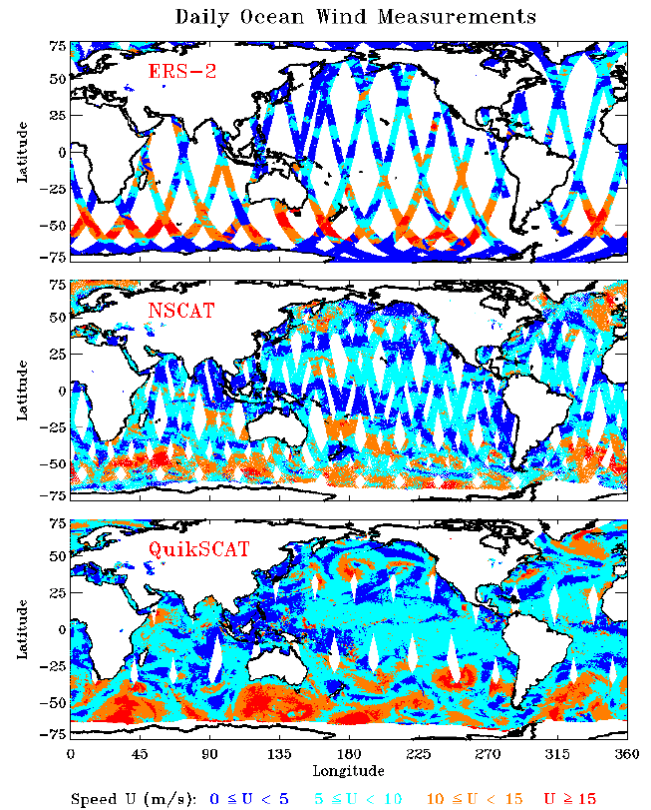 Daily Ocean Wind Measurements
75
50
25
0
−25
−50
−75
Latitude
ERS−2
75
50
25
0
−25
−50
−75
Latitude
NSCAT
75
50
25
0
−25
−50
−75
Latitude
QuikSCAT
0 45 90 135 180 225 270 315 360
Longitude
Speed U (m/s): 0 ≤ U < 5 5 ≤ U < 10 10 ≤ U < 15 U ≥ 15